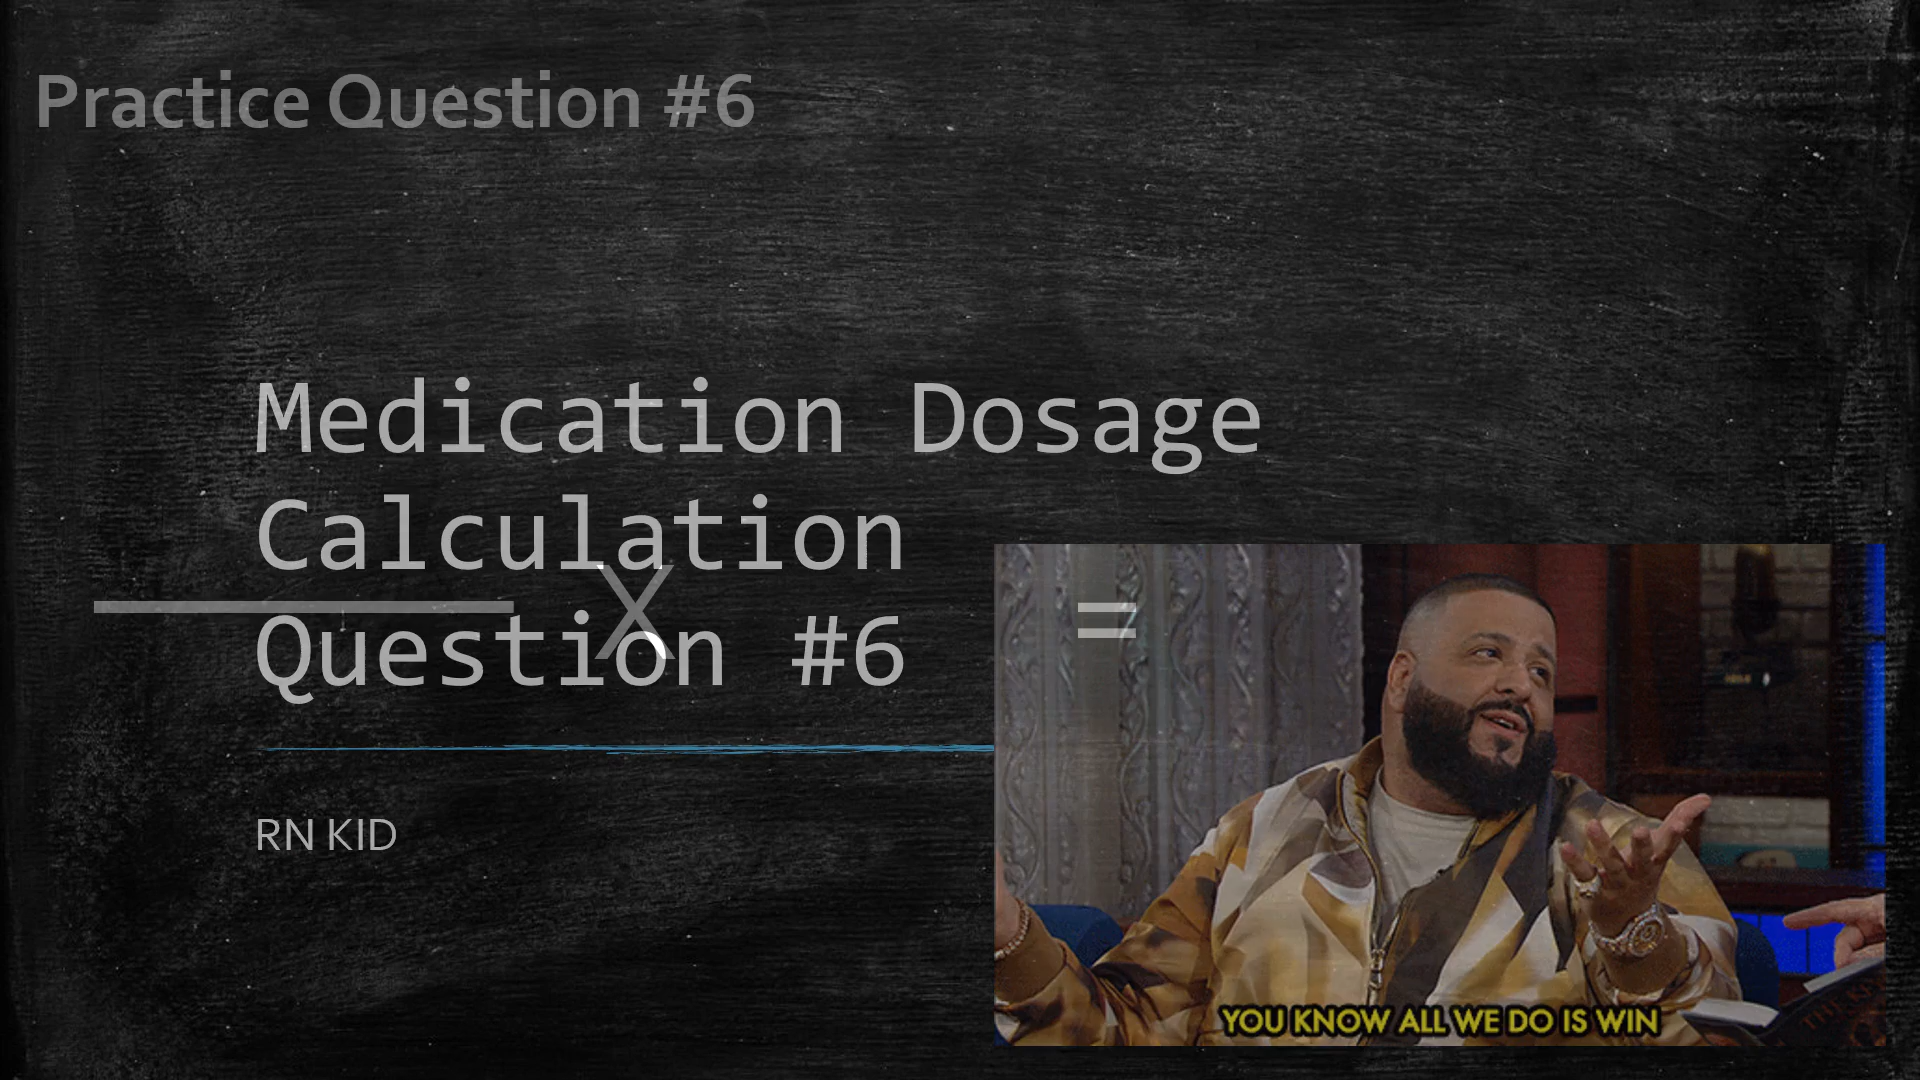 Practice Question #6
Medication Dosage
Calculation
X
=
Question #6
RN KID
YOU KNOW ALL WE DO IS WIN